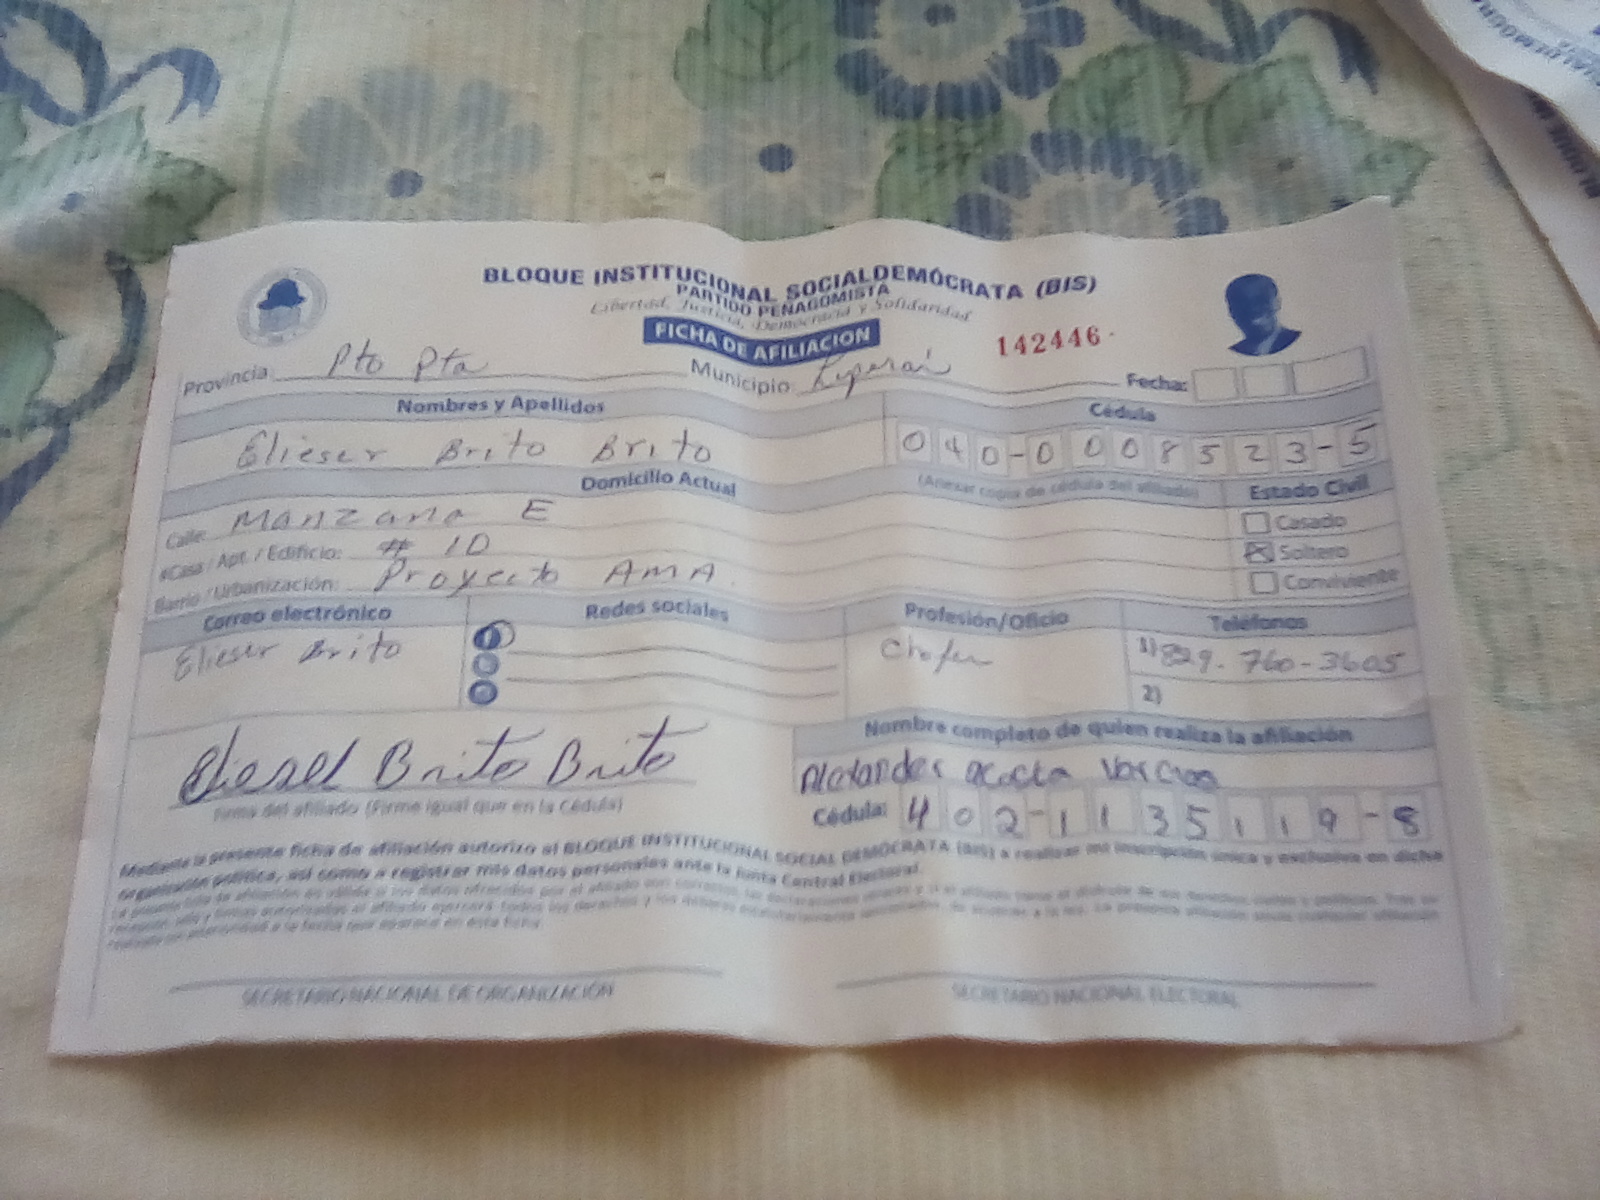 BLOQUE INSTITUCIONAL SOCIALDEMÓCRATA (BIS)
PARTIDO PEÑAGOMISTA
Libertad, Justicia, Democracia y Solidaridad
FICHA DE AFILIACION
142446
Provincia Pto Pta Municipio: Fecha:
Nombres y Apellidos Cédula
Elieser Brito Brito 040-0008523-5
Domicilio Actual (Anexar copia de cédula del afiliado) Estado Civil
Calle: Manzana E Casado
#Casa / Apt. / Edificio: # 10 Soltero
Barrio / Urbanización: Proyecto AMA. Conviviente
Correo electrónico Redes sociales Profesión/Oficio Teléfonos
Elieser Brito Chofer 1) 829-760-3605
2)
Nombre completo de quien realiza la afiliación
Eliesel Brito Brito Alexander acosta
Firma del afiliado (Firme igual que en la Cédula) Cédula: 402-1135119-8
Mediante la presente ficha de afiliación autorizo al BLOQUE INSTITUCIONAL SOCIAL DEMÓCRATA (BIS) a realizar mi inscripción única y exclusiva en dicha
organización política, así como a registrar mis datos personales ante la Junta Central Electoral.
SECRETARIO NACIONAL DE ORGANIZACIÓN SECRETARIO NACIONAL ELECTORAL